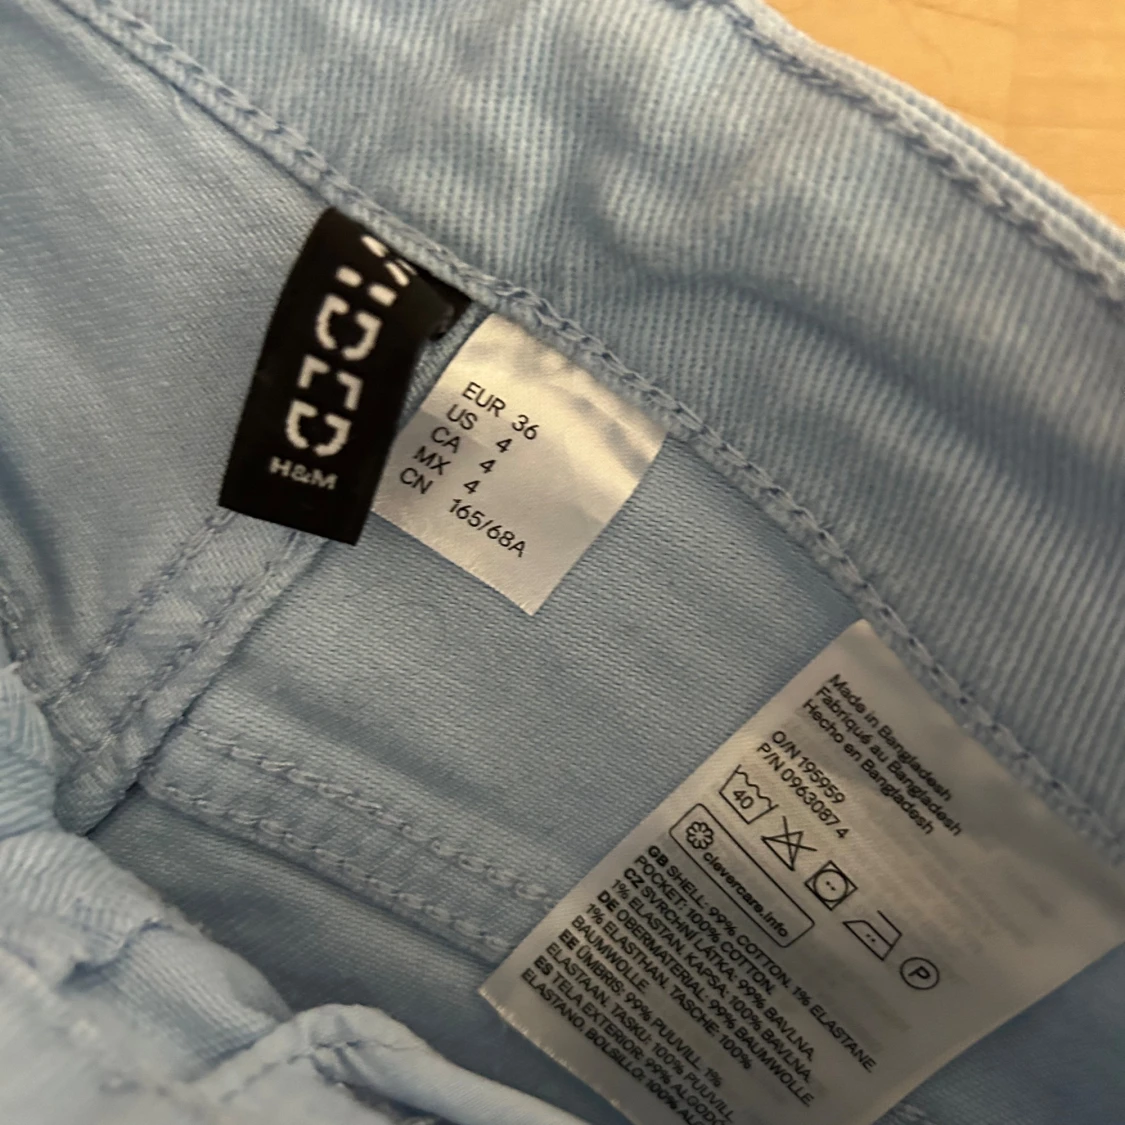 DIVIDED
H&M
EUR 36
US 4
CA 4
MX 4
CN 165/68A
Made in Bangladesh
Fabriqué au Bangladesh
Hecho en Bangladesh
O/N 195959
P/N 0963087 4
40
P
clevercare.info
GB SHELL: 99% COTTON. 1% ELASTANE.
POCKET: 100% COTTON.
CZ SVRCHNÍ LÁTKA. 99% BAVLNA.
1% ELASTAN. KAPSA. 100% BAVLNA.
DE OBERMATERIAL: 99% BAUMWOLLE.
1% ELASTHAN. TASCHE: 100%
BAUMWOLLE
EE ÜMBRIS: 99% PUUVILL. 1%
ELASTAAN. TASKU: 100% PUUVILL.
ES TELA EXTERIOR: 99% ALGODÓ
ELASTANO. BOLSILLO: 100%